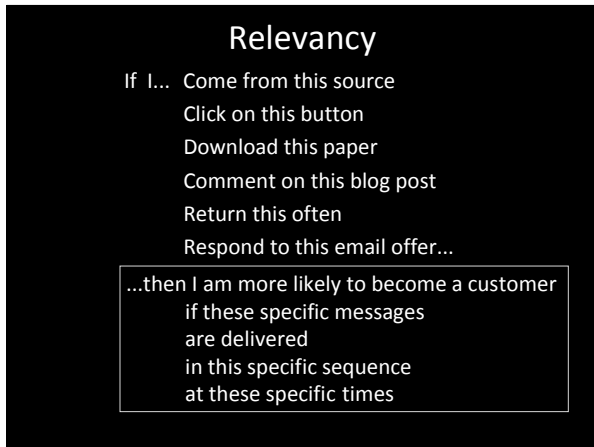 Relevancy
If I... Come from this source
Click on this button
Download this paper
Comment on this blog post
Return this often
Respond to this email offer...
...then I am more likely to become a customer
if these specific messages
are delivered
in this specific sequence
at these specific times